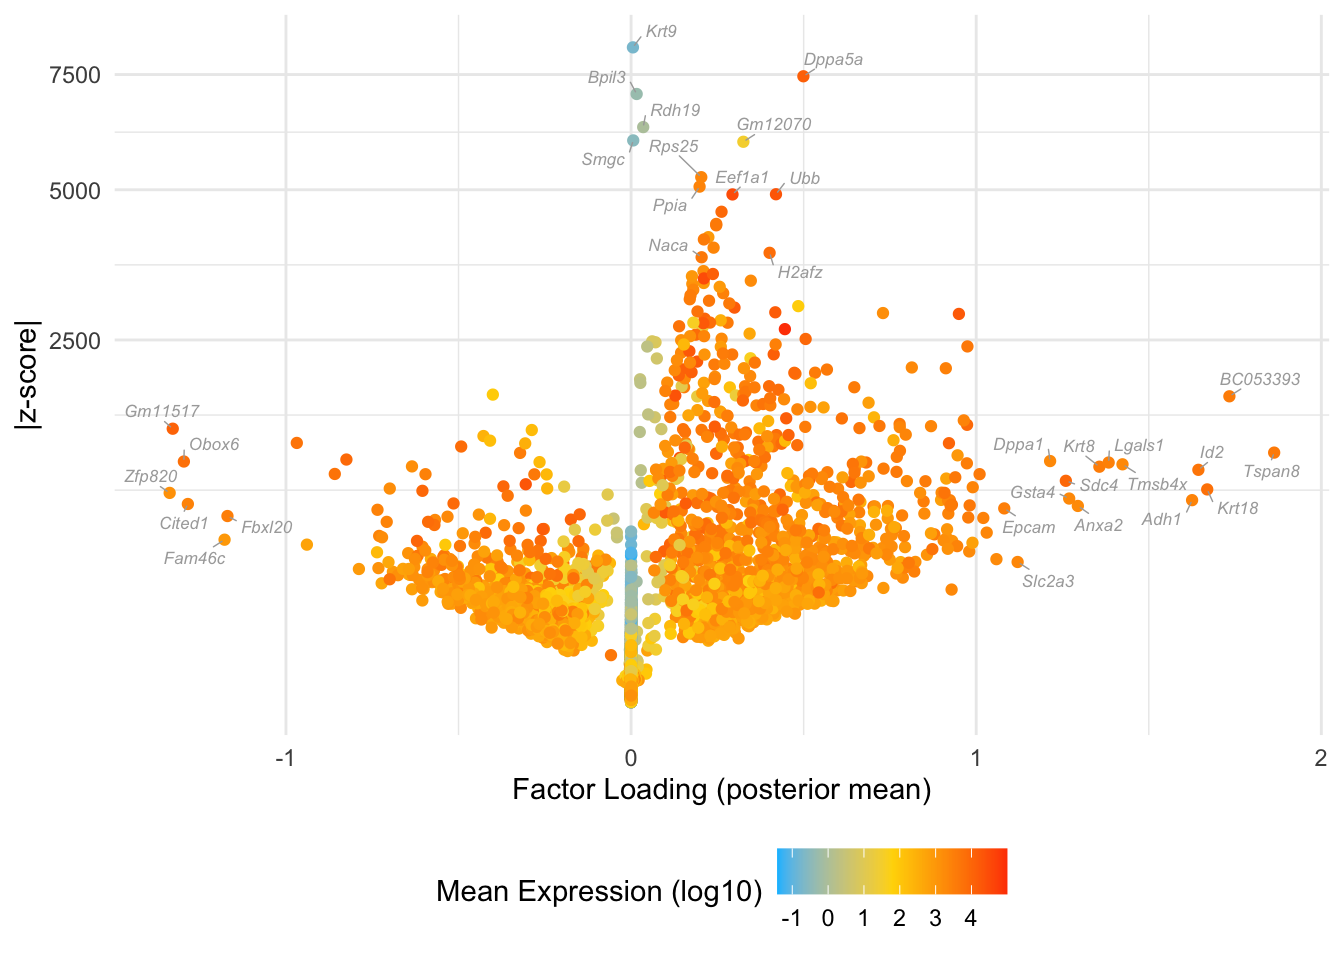 Krt9
Dppa5a
7500
Bpil3
Rdh19
Gm12070
Rps25
Smgc
Eef1a1
Ubb
5000
Ppia
Naca
H2afz
2500
|z-score|
BC053393
Gm11517
Obox6
Dppa1
Krt8
Lgals1
Id2
Zfp820
Tspan8
Gsta4
Sdc4
Tmsb4x
Cited1
Fbxl20
Epcam
Anxa2
Adh1
Krt18
Fam46c
Slc2a3
-1
0
1
2
Factor Loading (posterior mean)
Mean Expression (log10)
-1
0
1
2
3
4